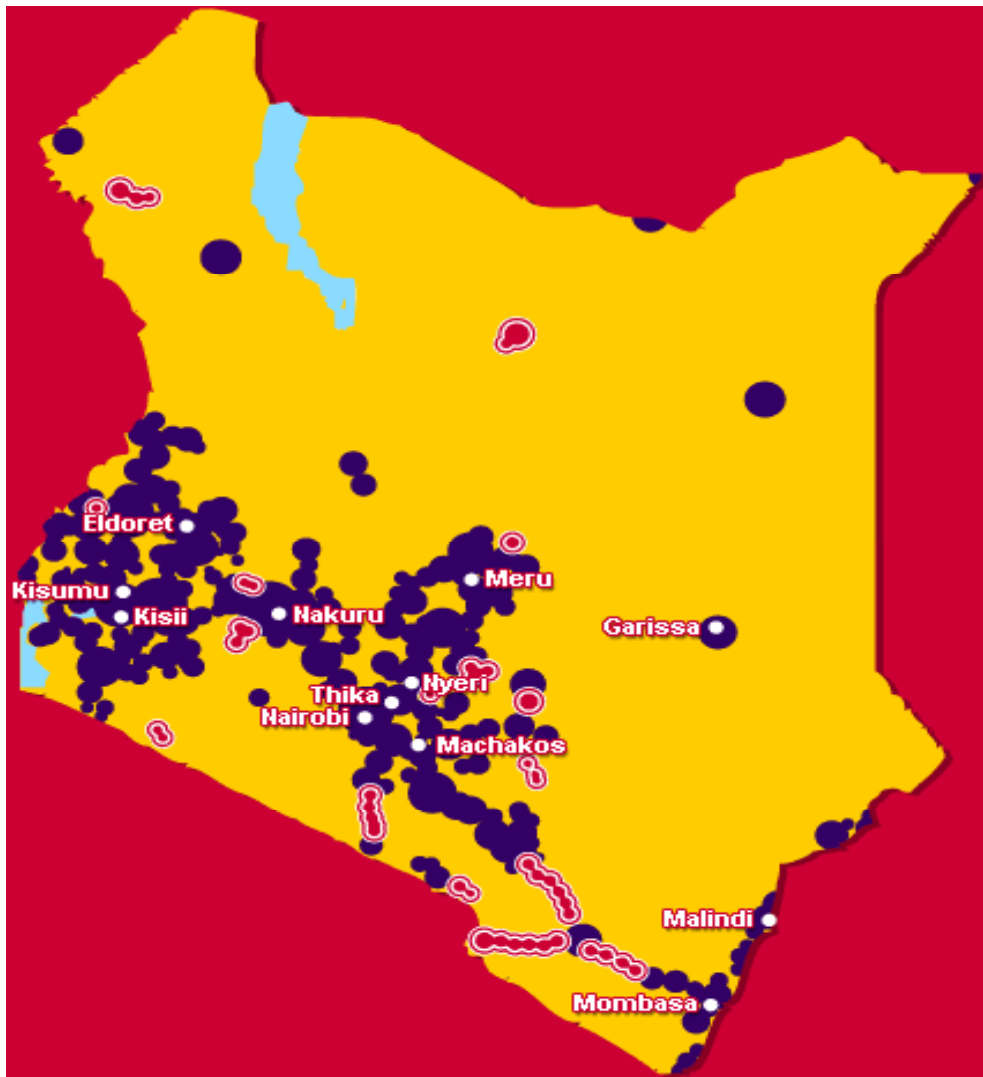 Eldoret
Meru
Kisumu
Kisii
Nakuru
Garissa
Nyeri
Thika
Nairobi
Machakos
Malindi
Mombasa